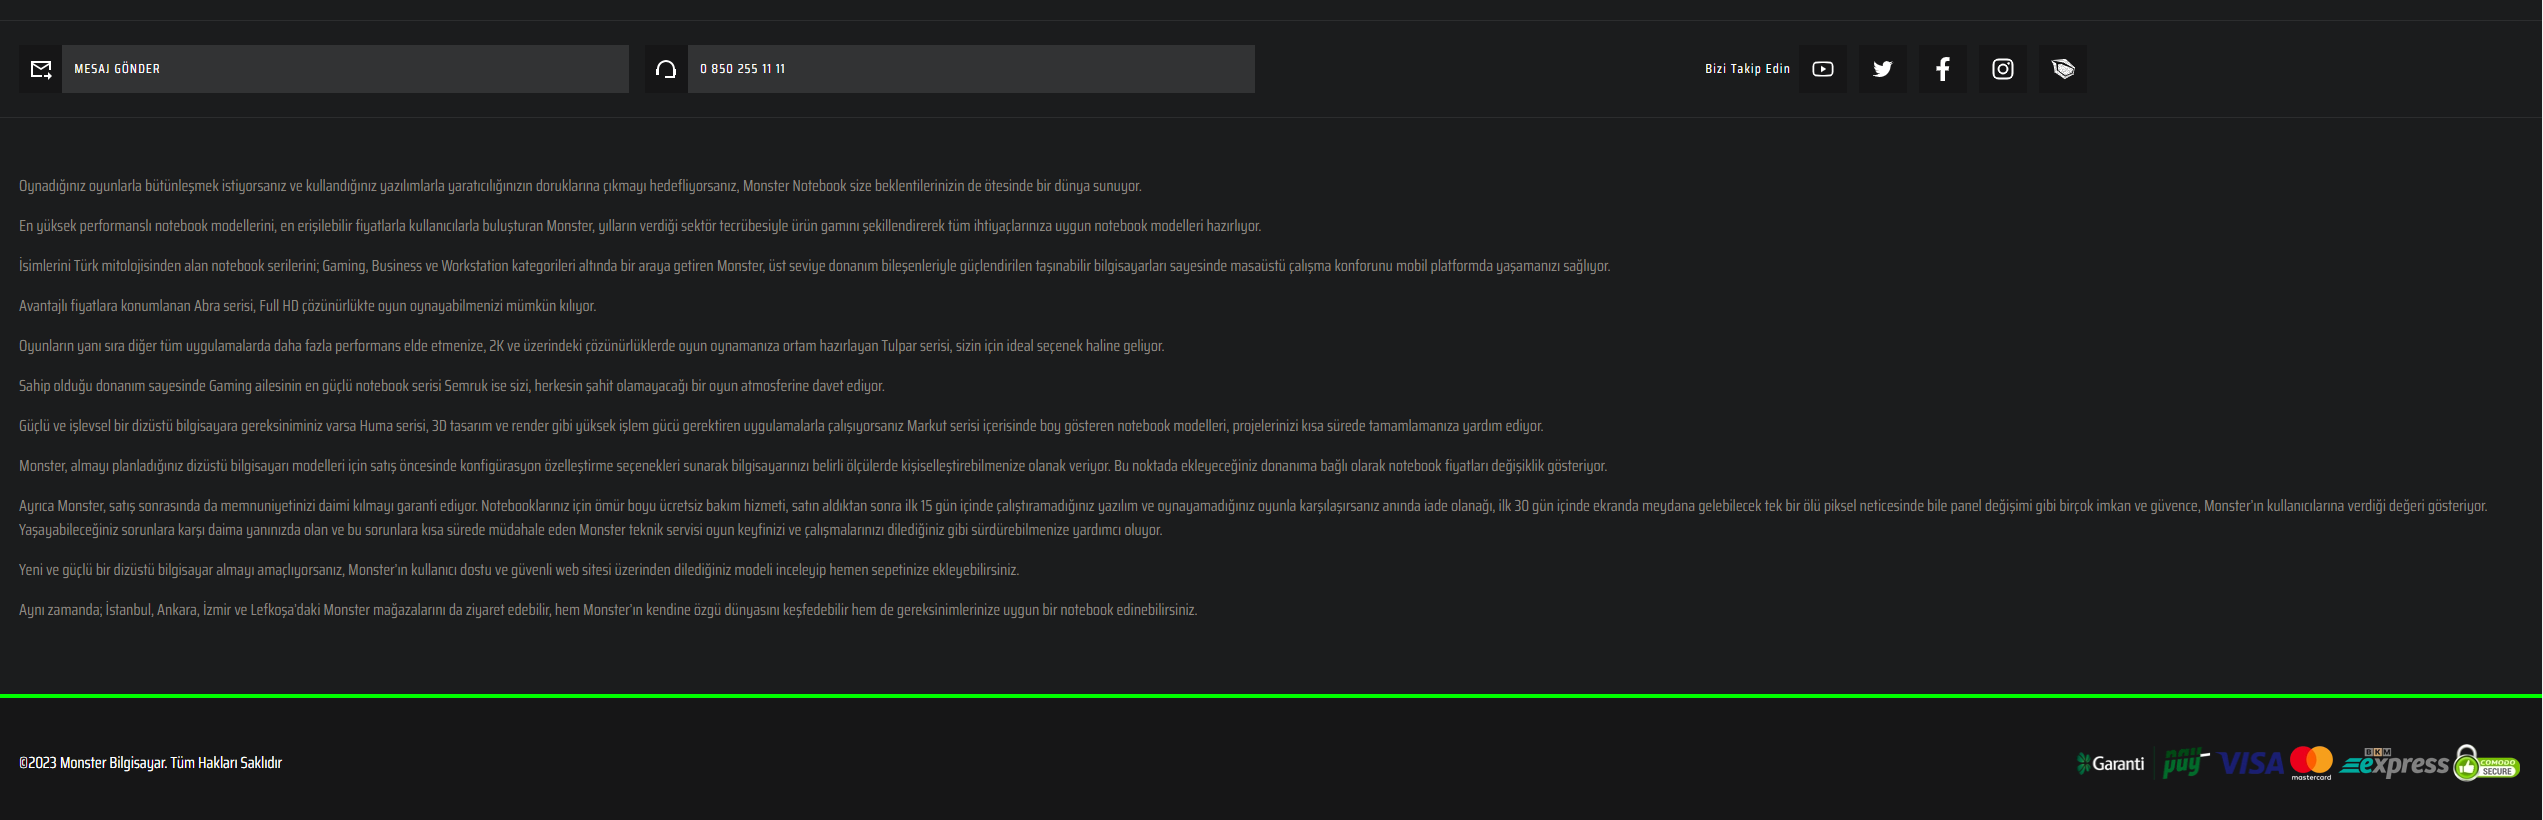 MESAJ GÖNDER
0 850 255 11 11
Bizi Takip Edin
Oynadığınız oyunlarla bütünleşmek istiyorsanız ve kullandığınız yazılımlarla yaratıcılığınızın doruklarına çıkmayı hedefliyorsanız, Monster Notebook size beklentilerinizin de ötesinde bir dünya sunuyor.
En yüksek performanslı notebook modellerini, en erişilebilir fiyatlarla kullanıcılarla buluşturan Monster, yılların verdiği sektör tecrübesiyle ürün gamını şekillendirerek tüm ihtiyaçlarınıza uygun notebook modelleri hazırlıyor.
İsimlerini Türk mitolojisinden alan notebook serilerini; Gaming, Business ve Workstation kategorileri altında bir araya getiren Monster, üst seviye donanım bileşenleriyle güçlendirilen taşınabilir bilgisayarları sayesinde masaüstü çalışma konforunu mobil platformda yaşamanızı sağlıyor.
Avantajlı fiyatlara konumlanan Abra serisi, Full HD çözünürlükte oyun oynayabilmenizi mümkün kılıyor.
Oyunların yanı sıra diğer tüm uygulamalarda daha fazla performans elde etmenize, 2K ve üzerindeki çözünürlüklerde oyun oynamanıza ortam hazırlayan Tulpar serisi, sizin için ideal seçenek haline geliyor.
Sahip olduğu donanım sayesinde Gaming ailesinin en güçlü notebook serisi Semruk ise sizi, herkesin şahit olamayacağı bir oyun atmosferine davet ediyor.
Güçlü ve işlevsel bir dizüstü bilgisayara gereksiniminiz varsa Huma serisi, 3D tasarım ve render gibi yüksek işlem gücü gerektiren uygulamalarla çalışıyorsanız Markut serisi içerisinde boy gösteren notebook modelleri, projelerinizi kısa sürede tamamlamanıza yardım ediyor.
Monster, almayı planladığınız dizüstü bilgisayarı modelleri için satış öncesinde konfigürasyon özelleştirme seçenekleri sunarak bilgisayarınızı belirli ölçülerde kişiselleştirebilmenize olanak veriyor. Bu noktada ekleyeceğiniz donanıma bağlı olarak notebook fiyatları değişiklik gösteriyor.
Ayrıca Monster, satış sonrasında da memnuniyetinizi daimi kılmayı garanti ediyor. Notebooklarınız için ömür boyu ücretsiz bakım hizmeti, satın aldıktan sonra ilk 15 gün içinde çalıştıramadığınız yazılım ve oynayamadığınız oyunla karşılaşırsanız anında iade olanağı, ilk 30 gün içinde ekranda meydana gelebilecek tek bir ölü piksel neticesinde bile panel değişimi gibi birçok imkan ve güvence, Monster'ın kullanıcılarına verdiği değeri gösteriyor.
Yaşayabileceğiniz sorunlara karşı daima yanınızda olan ve bu sorunlara kısa sürede müdahale eden Monster teknik servisi oyun keyfinizi ve çalışmalarınızı dilediğiniz gibi sürdürebilmenize yardımcı oluyor.
Yeni ve güçlü bir dizüstü bilgisayar almayı amaçlıyorsanız, Monster'ın kullanıcı dostu ve güvenli web sitesi üzerinden dilediğiniz modeli inceleyip hemen sepetinize ekleyebilirsiniz.
Aynı zamanda; İstanbul, Ankara, İzmir ve Lefkoşa'daki Monster mağazalarını da ziyaret edebilir, hem Monster'ın kendine özgü dünyasını keşfedebilir hem de gereksinimlerinize uygun bir notebook edinebilirsiniz.
©2023 Monster Bilgisayar. Tüm Hakları Saklıdır
Garanti pay VISA mastercard BKM express COMODO SECURE